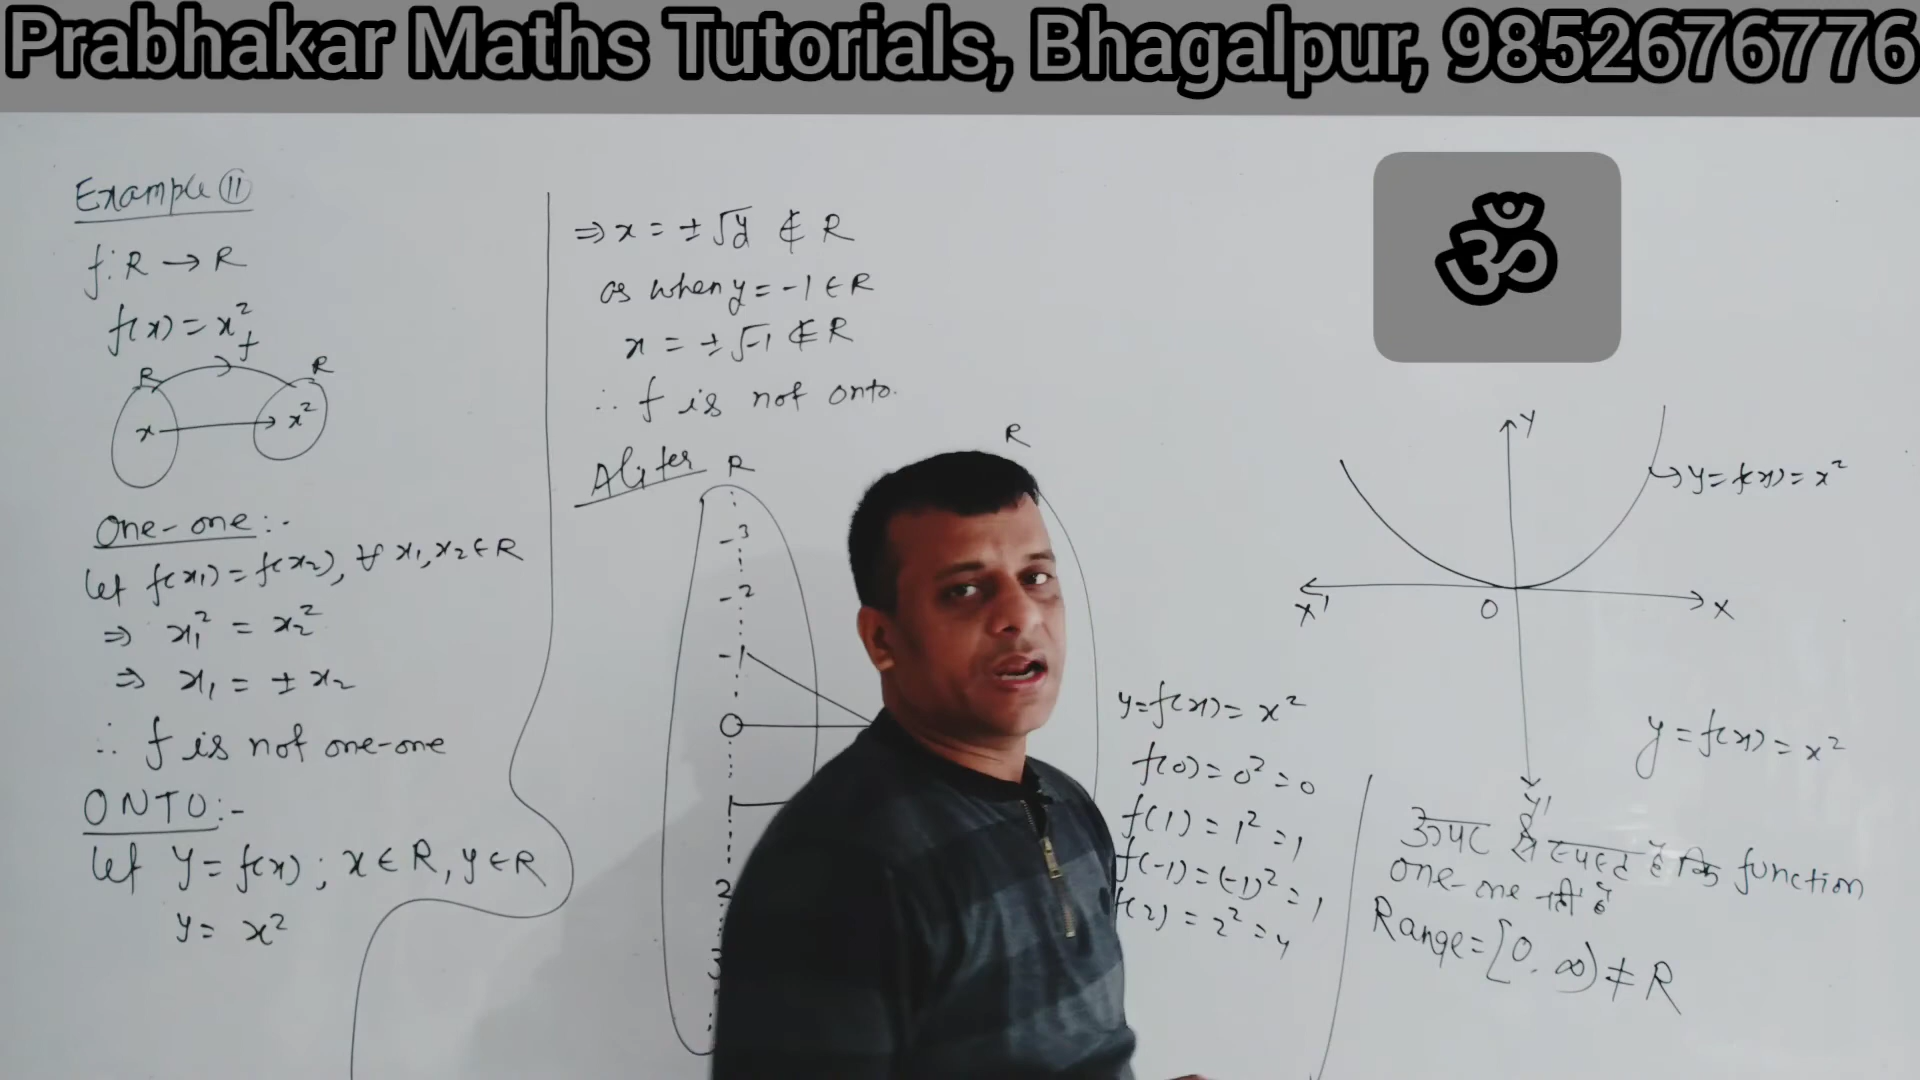 Prabhakar Maths Tutorials, Bhagalpur, 9852676776
ॐ
Example 11
f: R → R
f(x) = x²
f
R R
x → x²
One-one :-
Let f(x₁) = f(x₂), ∀ x₁, x₂ ∈ R
⇒ x₁² = x₂²
⇒ x₁ = ± x₂
∴ f is not one-one
ONTO :-
Let y = f(x) ; x ∈ R, y ∈ R
y = x²
⇒ x = ± √y ∉ R
as when y = -1 ∈ R
x = ± √-1 ∉ R
∴ f is not onto.
Aliter
R R
-3
-2
-1
0
2
3
y = f(x) = x²
f(0) = 0² = 0
f(1) = 1² = 1
f(-1) = (-1)² = 1
f(2) = 2² = 4
Y
y = f(x) = x²
X' O X
Y'
y = f(x) = x²
स्पष्ट है कि function
one-one नहीं है
Range = [0, ∞) ≠ R